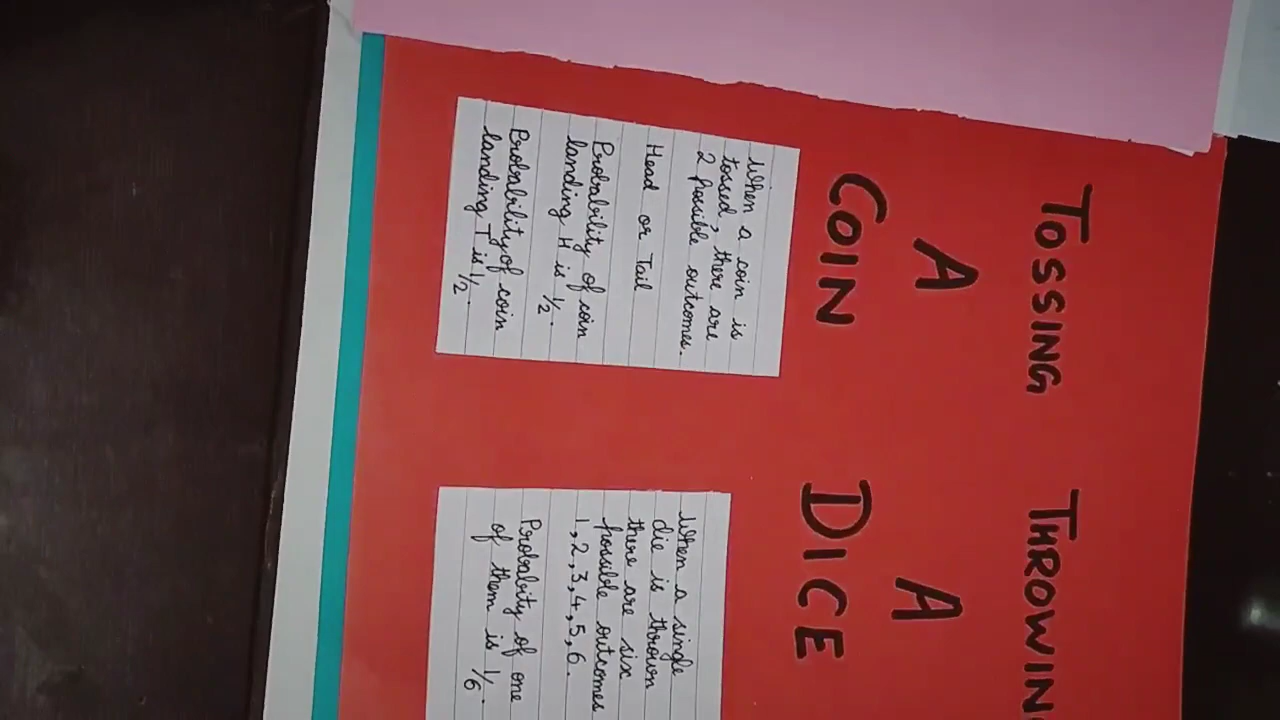 TOSSING
A
COIN
When a coin is
tossed, there are
2 possible outcomes.
Head or Tail
Probability of coin
landing H is 1/2.
Probability of coin
landing T is 1/2.
THROWING
A
DICE
When a single
die is thrown
there are six
possible outcomes
1, 2, 3, 4, 5, 6.
Probabity of one
of them is 1/6.